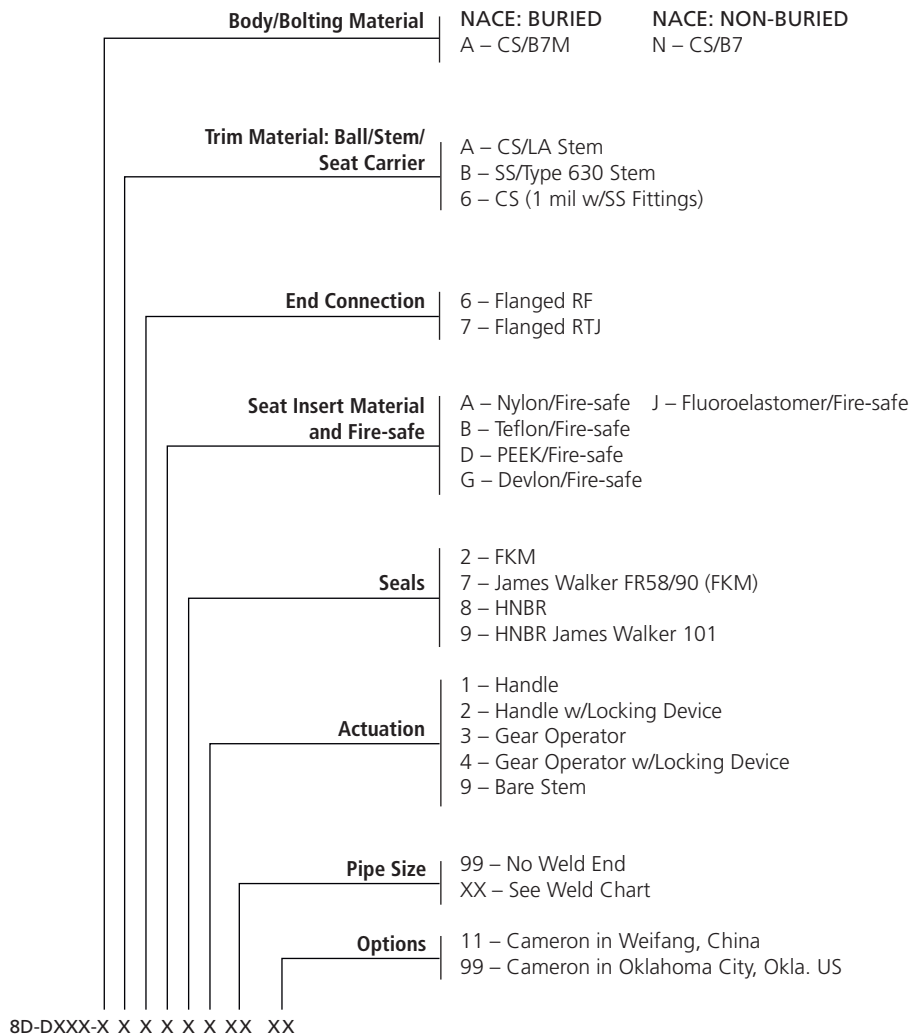 Body/Bolting Material
NACE: BURIED NACE: NON-BURIED
A – CS/B7M N – CS/B7
Trim Material: Ball/Stem/
Seat Carrier
A – CS/LA Stem
B – SS/Type 630 Stem
6 – CS (1 mil w/SS Fittings)
End Connection
6 – Flanged RF
7 – Flanged RTJ
Seat Insert Material
and Fire-safe
A – Nylon/Fire-safe J – Fluoroelastomer/Fire-safe
B – Teflon/Fire-safe
D – PEEK/Fire-safe
G – Devlon/Fire-safe
Seals
2 – FKM
7 – James Walker FR58/90 (FKM)
8 – HNBR
9 – HNBR James Walker 101
Actuation
1 – Handle
2 – Handle w/Locking Device
3 – Gear Operator
4 – Gear Operator w/Locking Device
9 – Bare Stem
Pipe Size
99 – No Weld End
XX – See Weld Chart
Options
11 – Cameron in Weifang, China
99 – Cameron in Oklahoma City, Okla. US
8D-DXXX-X X X X X X XX XX